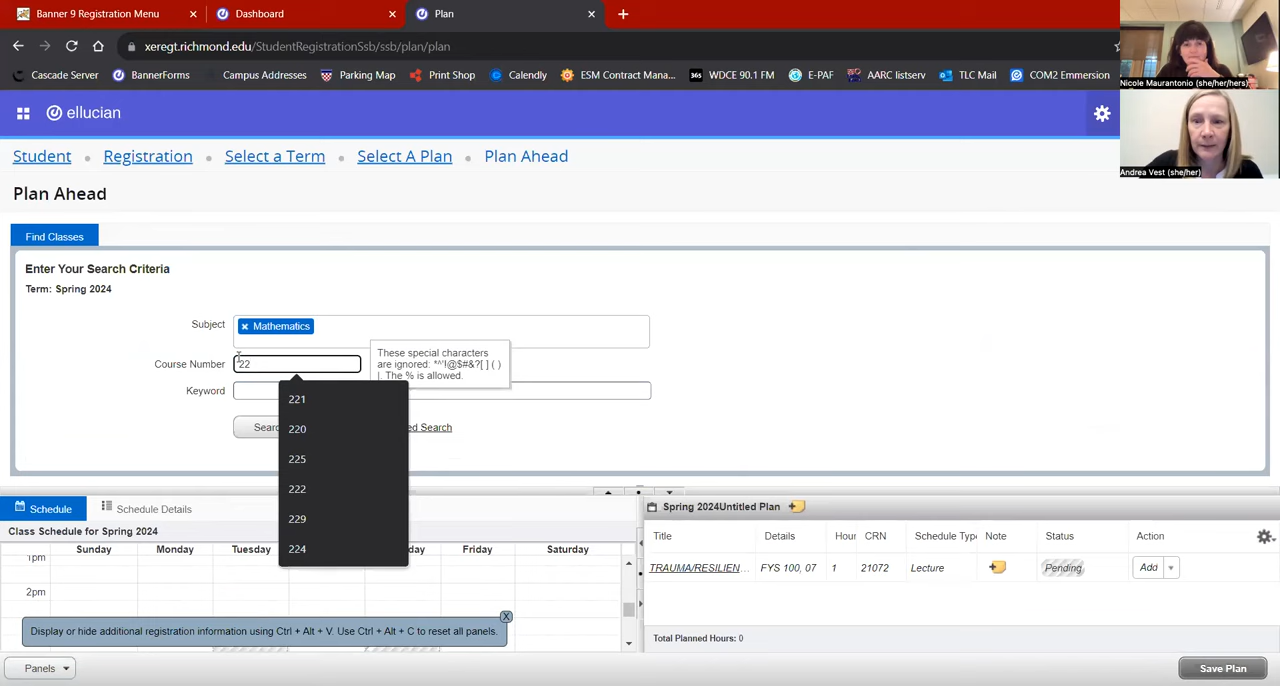 Banner 9 Registration Menu × Dashboard × Plan × +
xeregt.richmond.edu/StudentRegistrationSsb/ssb/plan/plan
Cascade Server BannerForms Campus Addresses Parking Map Print Shop Calendly ESM Contract Mana... WDCE 90.1 FM E-PAF AARC listserv TLC Mail COM2 Emmersion
Nicole Maurantonio (she/her/hers)
Andrea Vest (she/her)
ellucian
Student • Registration • Select a Term • Select A Plan • Plan Ahead
Plan Ahead
Find Classes
Enter Your Search Criteria
Term: Spring 2024
Subject × Mathematics
Course Number 22
These special characters
are ignored: *^'!@$#&?[ ] ( )
|. The % is allowed.
Keyword
221
220
225
222
229
224
Schedule Schedule Details
Class Schedule for Spring 2024
Sunday Monday Tuesday Friday Saturday
1pm
2pm
Display or hide additional registration information using Ctrl + Alt + V. Use Ctrl + Alt + C to reset all panels. X
Spring 2024Untitled Plan
Title Details Hour CRN Schedule Typ Note Status Action
TRAUMA/RESILIEN... FYS 100, 07 1 21072 Lecture Pending Add
Total Planned Hours: 0
Panels
Save Plan